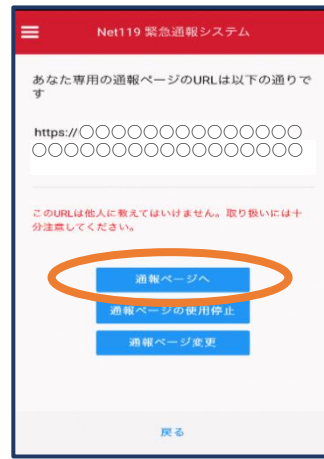 Net119 緊急通報システム
あなた専用の通報ページのURLは以下の通りで
す
https://○○○○○○○○○○○○○○
○○○○○○○○○○○○○○○○○
このURLは他人に教えてはいけません。取り扱いには十
分注意してください。
通報ページへ
通報ページの使用停止
通報ページ変更
戻る